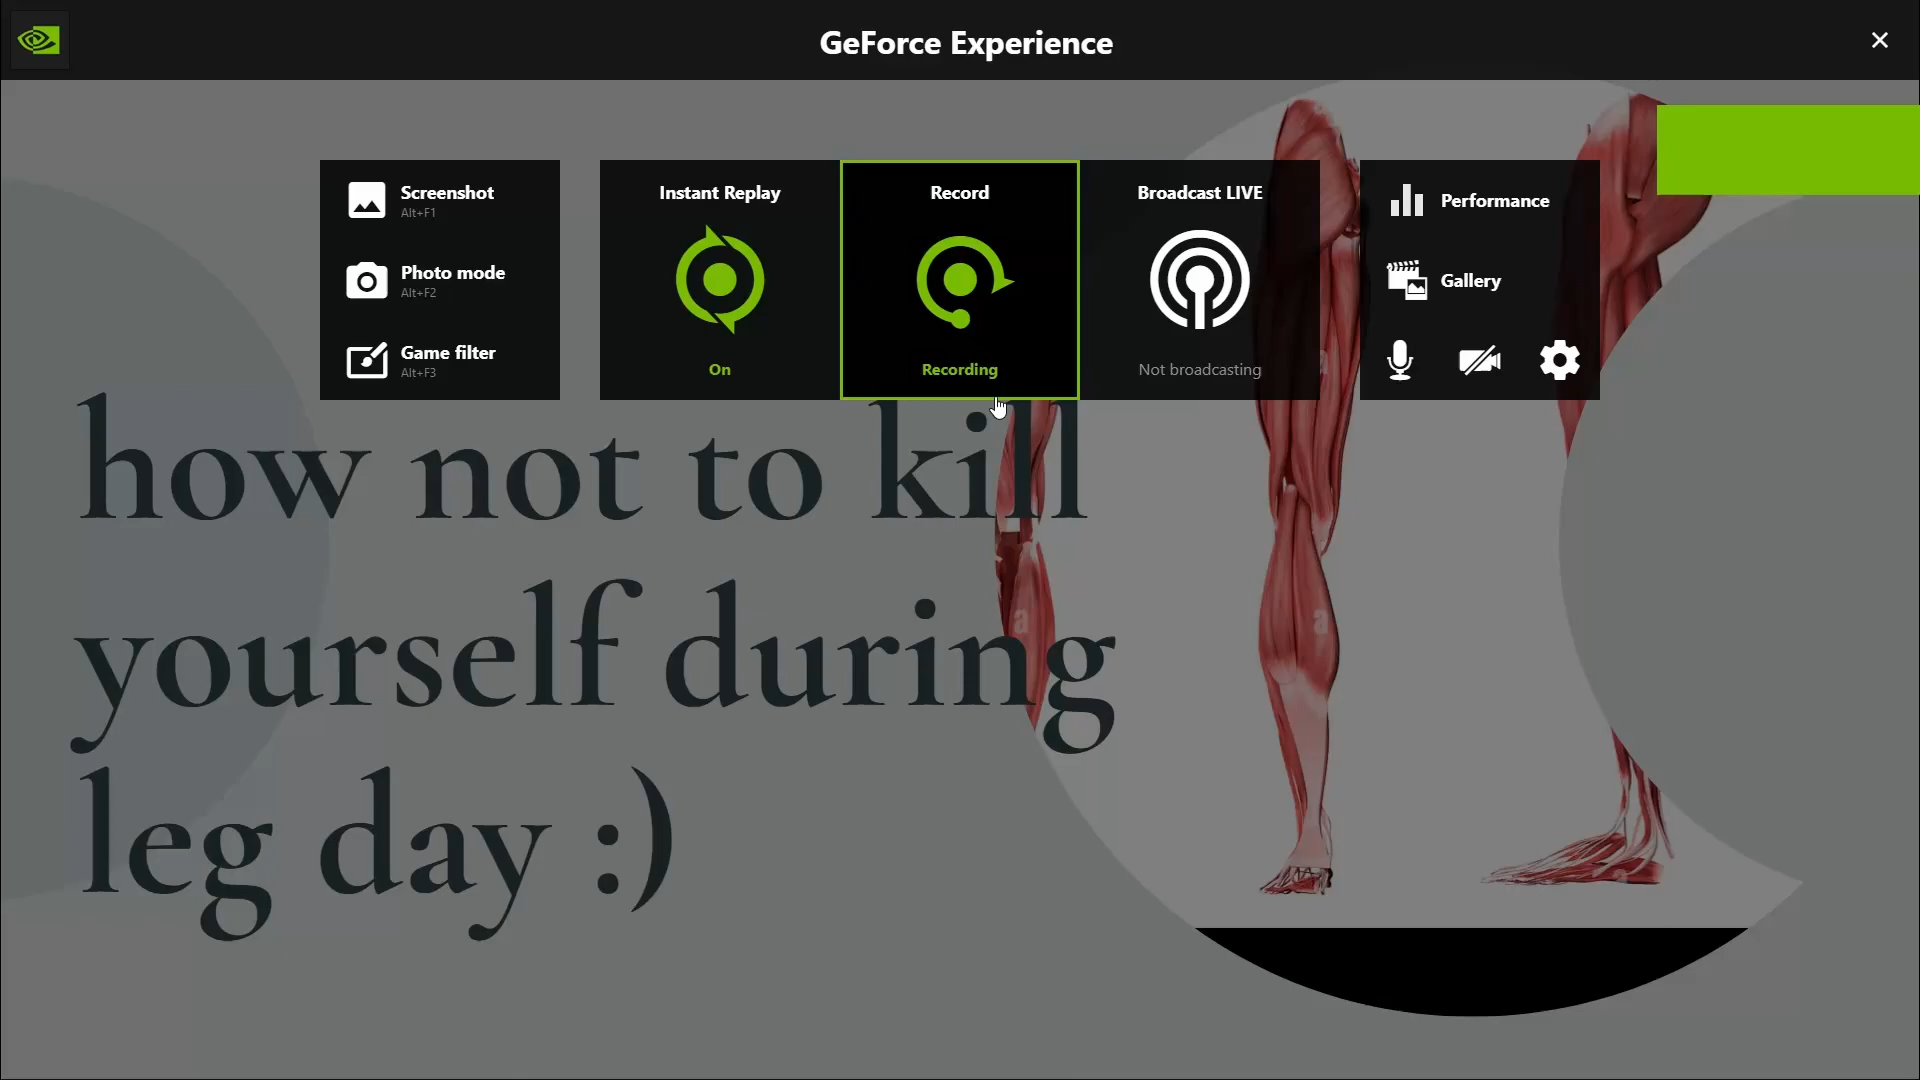 GeForce Experience
Screenshot
Alt+F1
Photo mode
Alt+F2
Game filter
Alt+F3
Instant Replay
On
Record
Recording
Broadcast LIVE
Not broadcasting
Performance
Gallery
how not to kill
yourself during
leg day :)
a
a